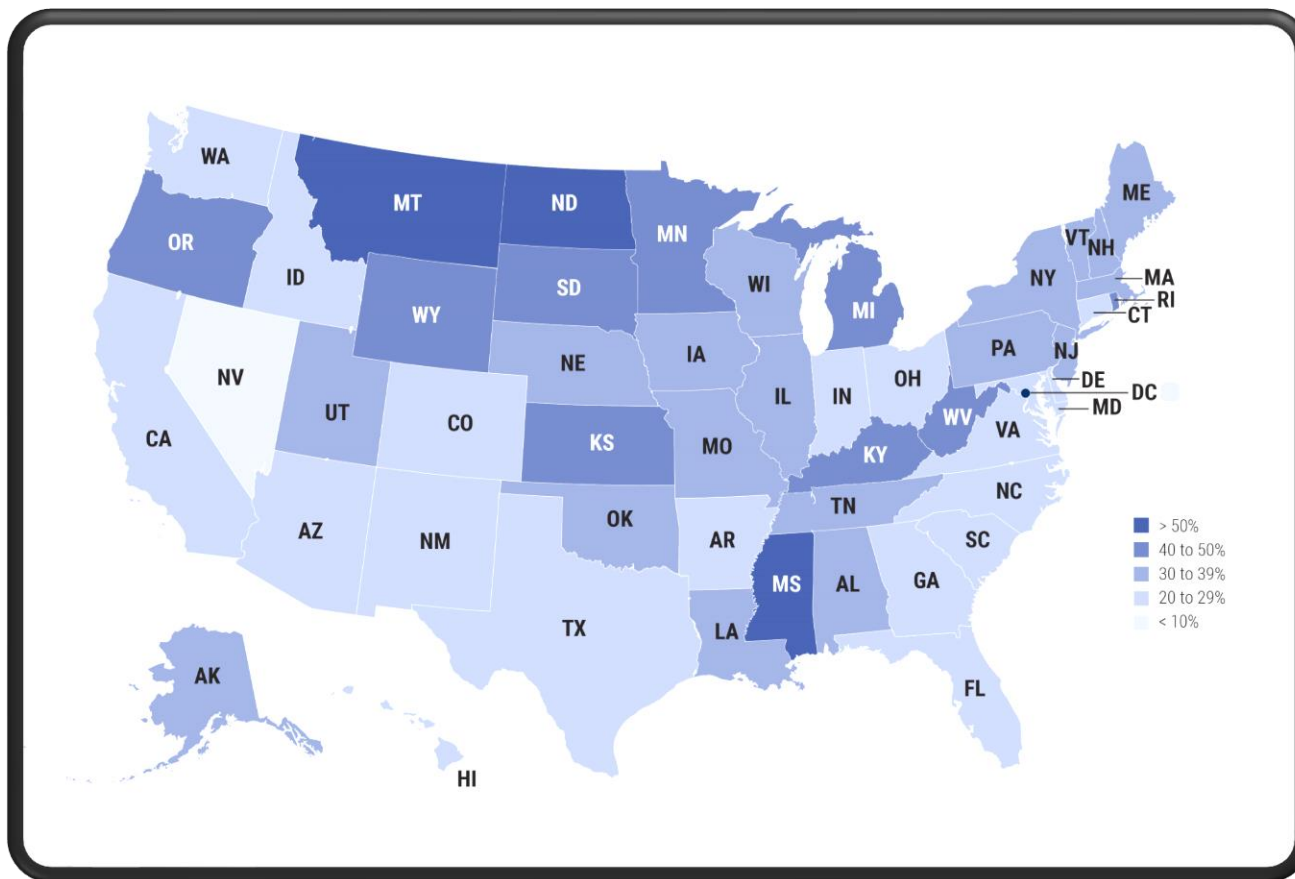 WA
MT
ND
MN
ME
OR
ID
SD
WI
VT
NH
NY
MA
WY
MI
RI
CT
NE
IA
PA
NJ
NV
UT
CO
IL
IN
OH
DE
DC
MD
CA
KS
MO
WV
VA
KY
NC
AZ
NM
OK
TN
AR
SC
MS
AL
GA
TX
LA
FL
AK
HI
> 50%
40 to 50%
30 to 39%
20 to 29%
< 10%